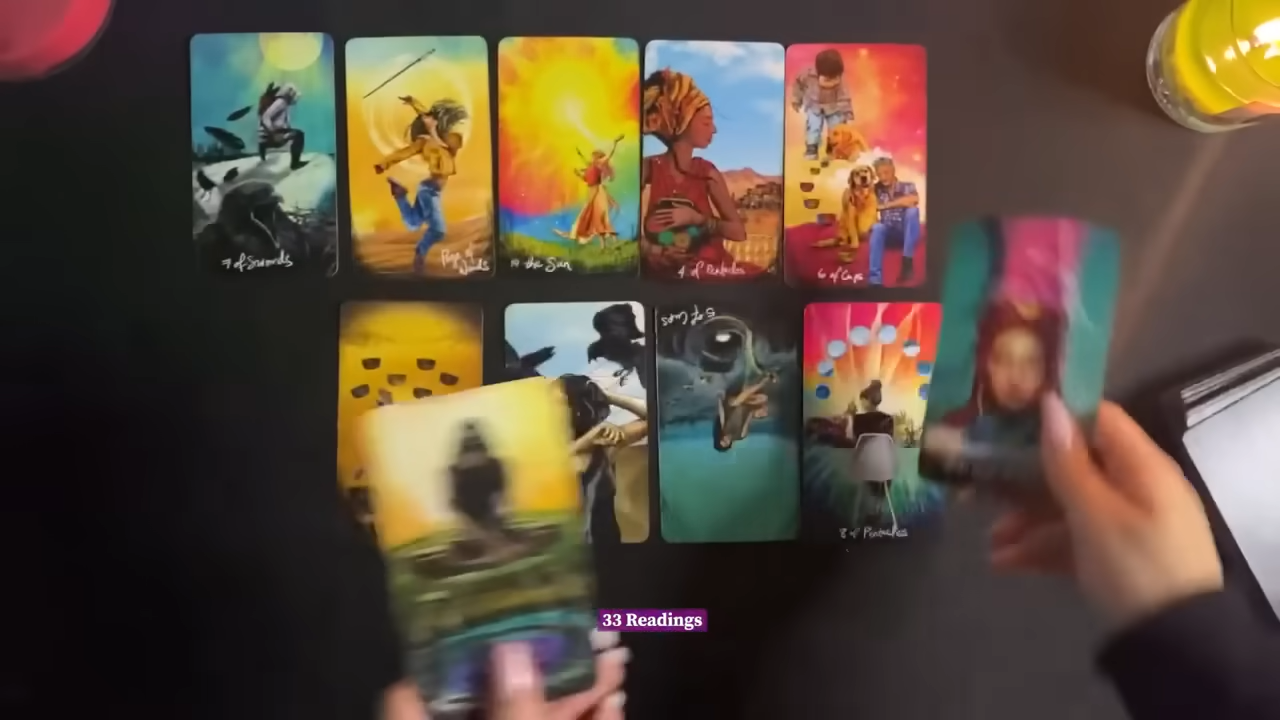 7 of Swords
Page of
Wands
19 the Sun
4 of Pentacles
6 of Cups
5 of Cups
8 of Pentacles
33 Readings